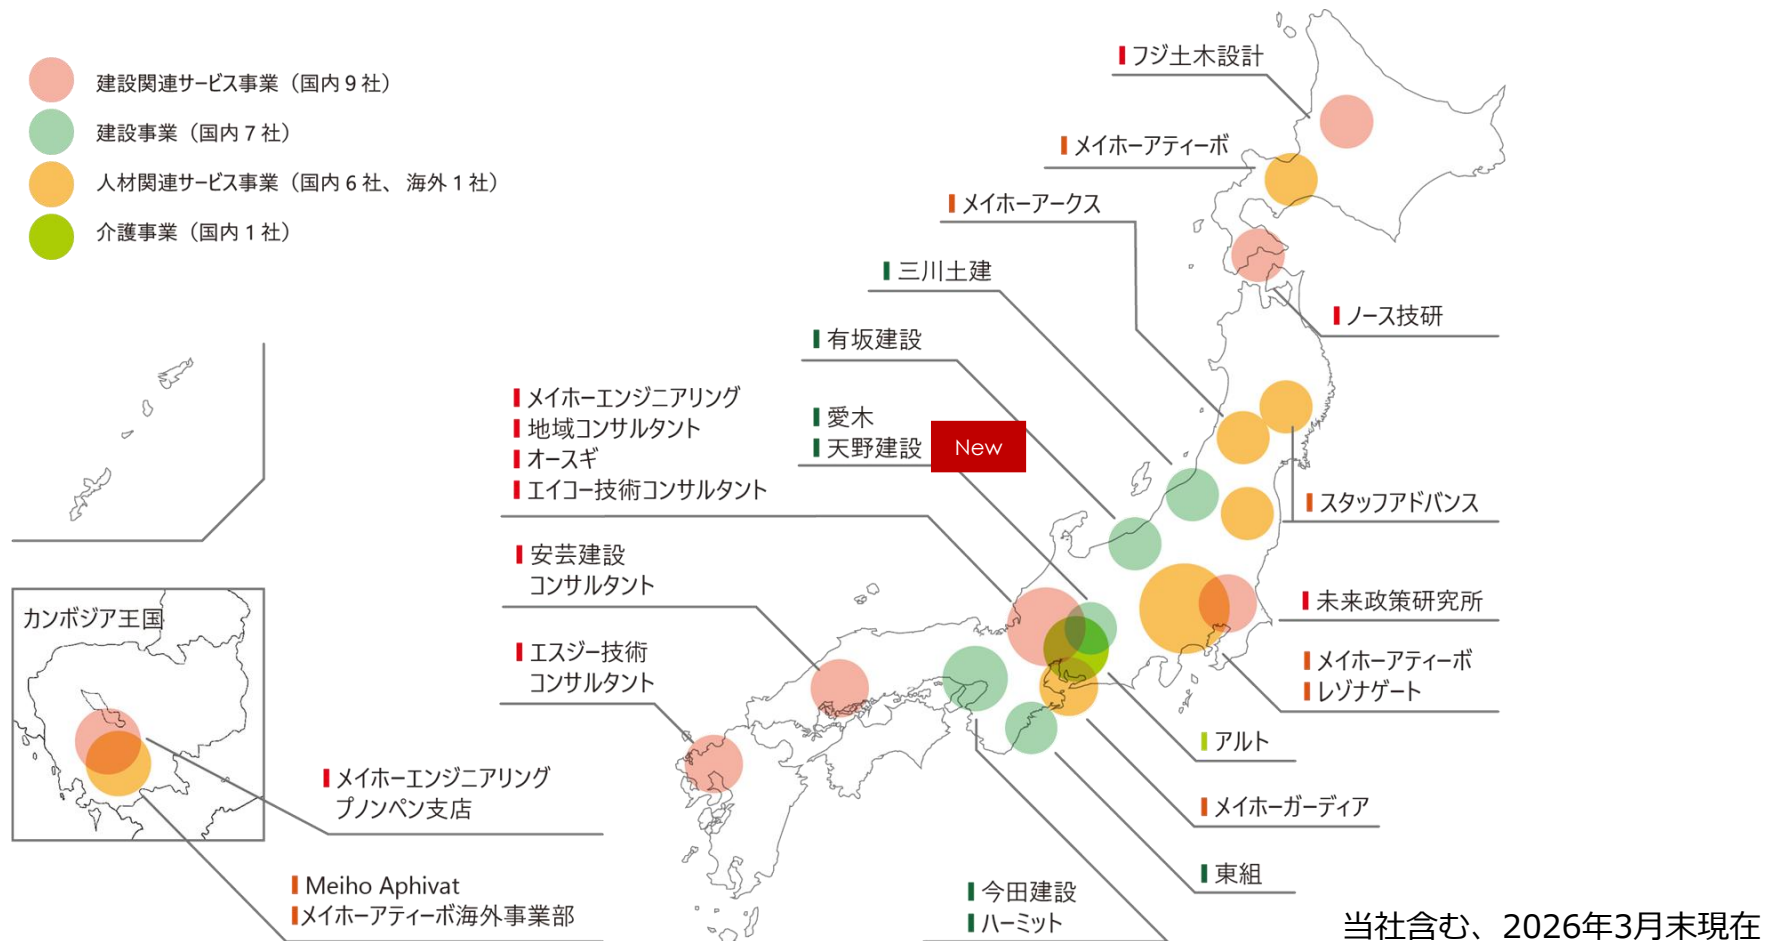 建設関連サービス事業（国内９社）
建設事業（国内７社）
人材関連サービス事業（国内６社、海外１社）
介護事業（国内１社）
フジ土木設計
メイホーアティーボ
メイホーアークス
三川土建
ノース技研
有坂建設
メイホーエンジニアリング
地域コンサルタント
オースギ
エイコー技術コンサルタント
愛木
天野建設
New
スタッフアドバンス
安芸建設
コンサルタント
未来政策研究所
カンボジア王国
エスジー技術
コンサルタント
メイホーアティーボ
レゾナゲート
アルト
メイホーエンジニアリング
プノンペン支店
メイホーガーディア
東組
Meiho Aphivat
メイホーアティーボ海外事業部
今田建設
ハーミット
当社含む、2026年3月末現在